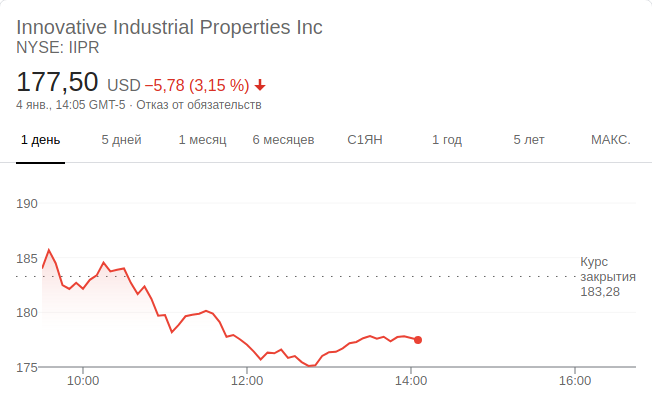 Innovative Industrial Properties Inc
NYSE: IIPR
177,50 USD −5,78 (3,15 %)
4 янв., 14:05 GMT-5 · Отказ от обязательств
1 день 5 дней 1 месяц 6 месяцев С1ЯН 1 год 5 лет МАКС.
190
185
180
175
Курс
закрытия
183,28
10:00 12:00 14:00 16:00